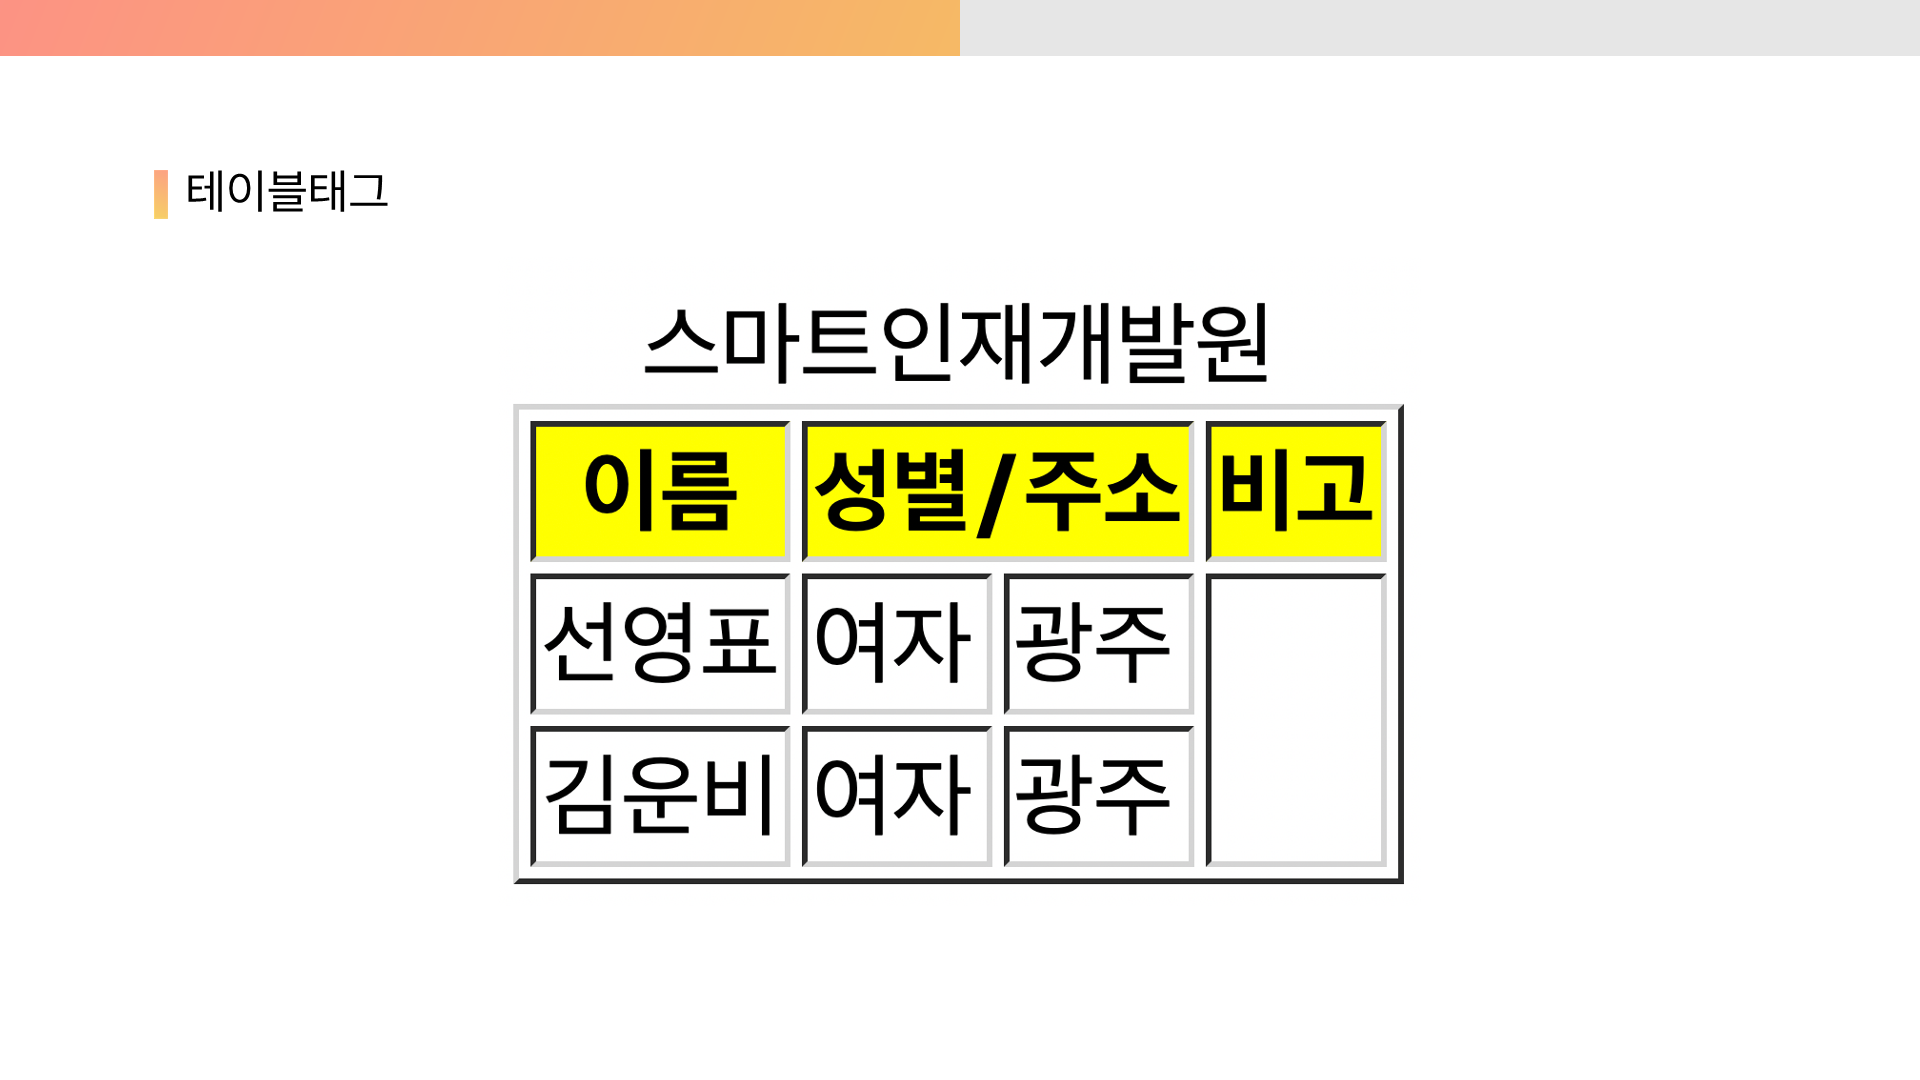 테이블태그
스마트인재개발원
이름 성별/주소 비고
선영표 여자 광주
김운비 여자 광주